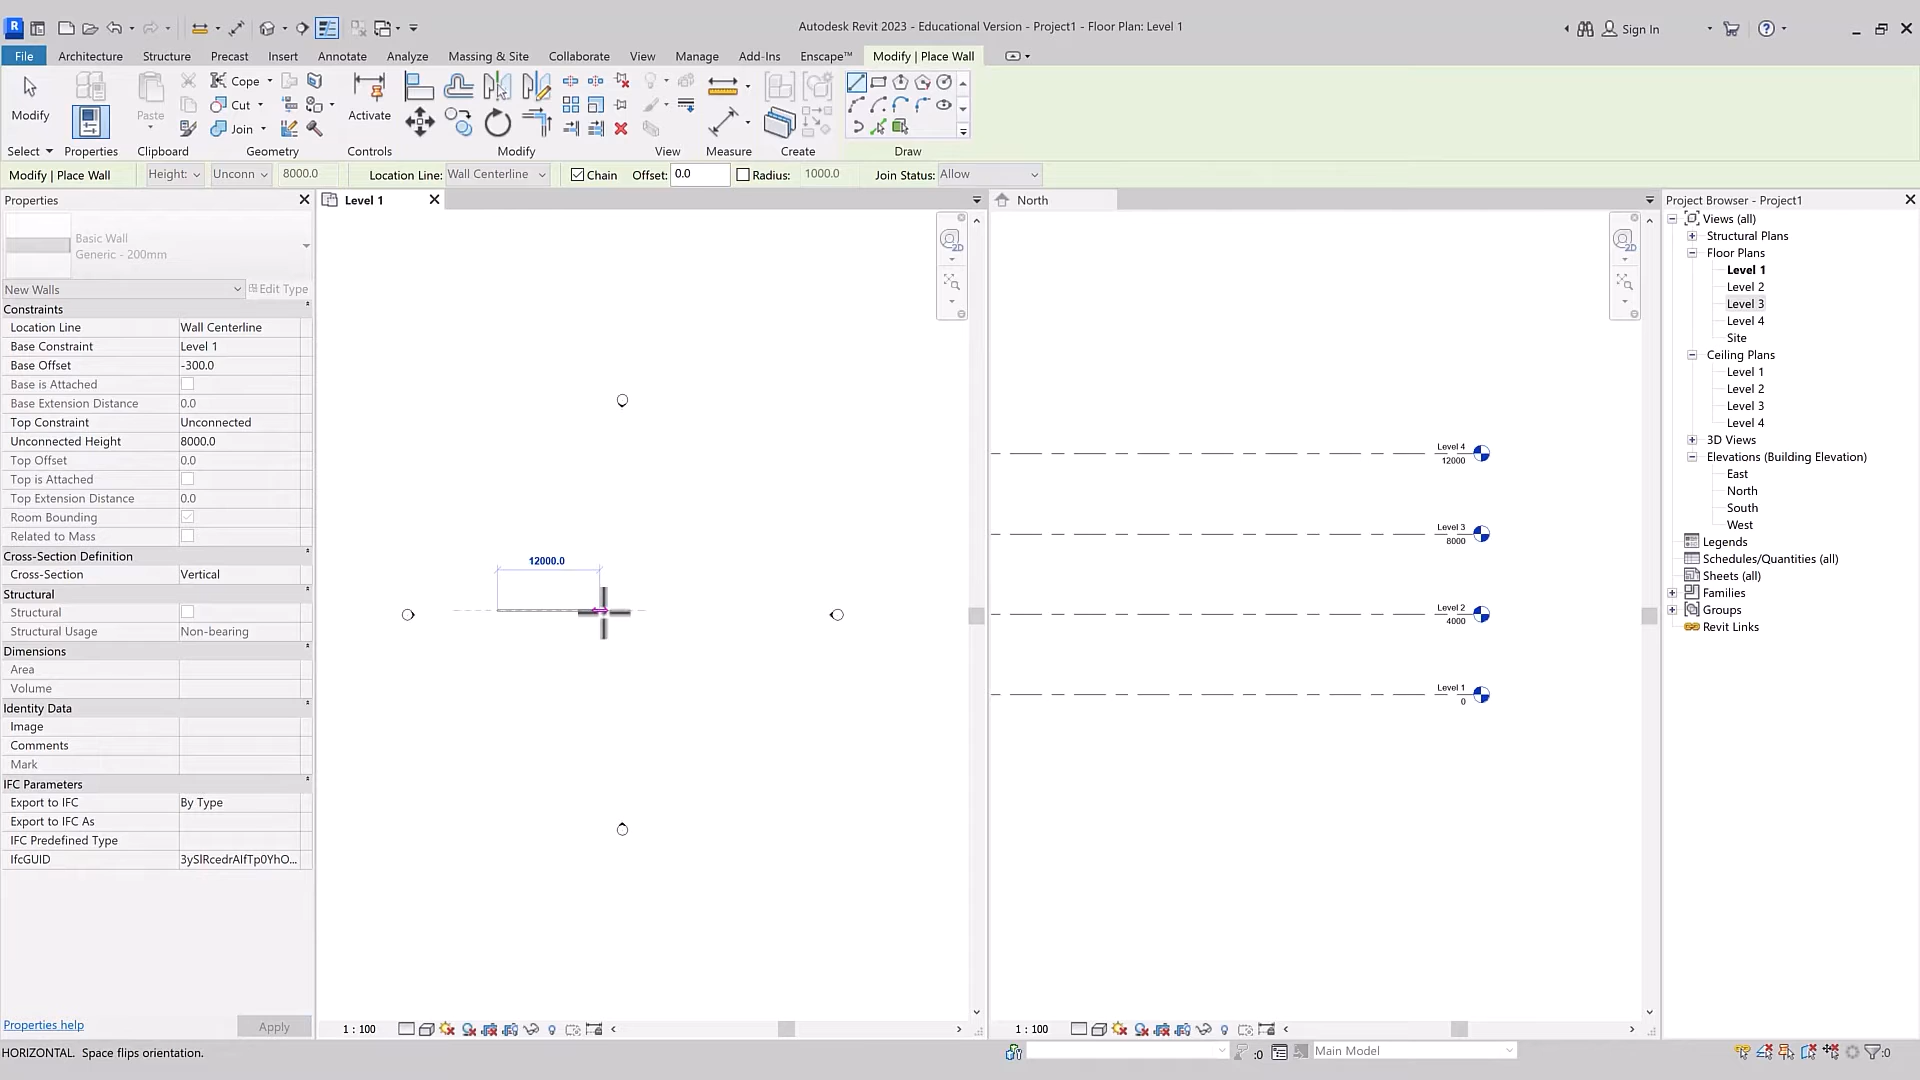 Autodesk Revit 2023 - Educational Version - Project1 - Floor Plan: Level 1
Sign In
File Architecture Structure Precast Insert Annotate Analyze Massing & Site Collaborate View Manage Add-Ins Enscape™ Modify | Place Wall
Modify
Paste
Cope
Cut
Join
Activate
Select Properties Clipboard Geometry Controls Modify View Measure Create Draw
Modify | Place Wall Height: Unconn 8000.0 Location Line: Wall Centerline Chain Offset: 0.0 Radius: 1000.0 Join Status: Allow
Properties
Basic Wall
Generic - 200mm
New Walls Edit Type
Constraints
Location Line Wall Centerline
Base Constraint Level 1
Base Offset -300.0
Base is Attached
Base Extension Distance 0.0
Top Constraint Unconnected
Unconnected Height 8000.0
Top Offset 0.0
Top is Attached
Top Extension Distance 0.0
Room Bounding
Related to Mass
Cross-Section Definition
Cross-Section Vertical
Structural
Structural
Structural Usage Non-bearing
Dimensions
Area
Volume
Identity Data
Image
Comments
Mark
IFC Parameters
Export to IFC By Type
Export to IFC As
IFC Predefined Type
IfcGUID
Properties help Apply
Level 1
2D
12000.0
1 : 100
North
2D
Level 4
12000
Level 3
8000
Level 2
4000
Level 1
0
1 : 100
Project Browser - Project1
Views (all)
Structural Plans
Floor Plans
Level 1
Level 2
Level 3
Level 4
Site
Ceiling Plans
Level 1
Level 2
Level 3
Level 4
3D Views
Elevations (Building Elevation)
East
North
South
West
Legends
Schedules/Quantities (all)
Sheets (all)
Families
Groups
Revit Links
HORIZONTAL. Space flips orientation.
:0
Main Model
:0